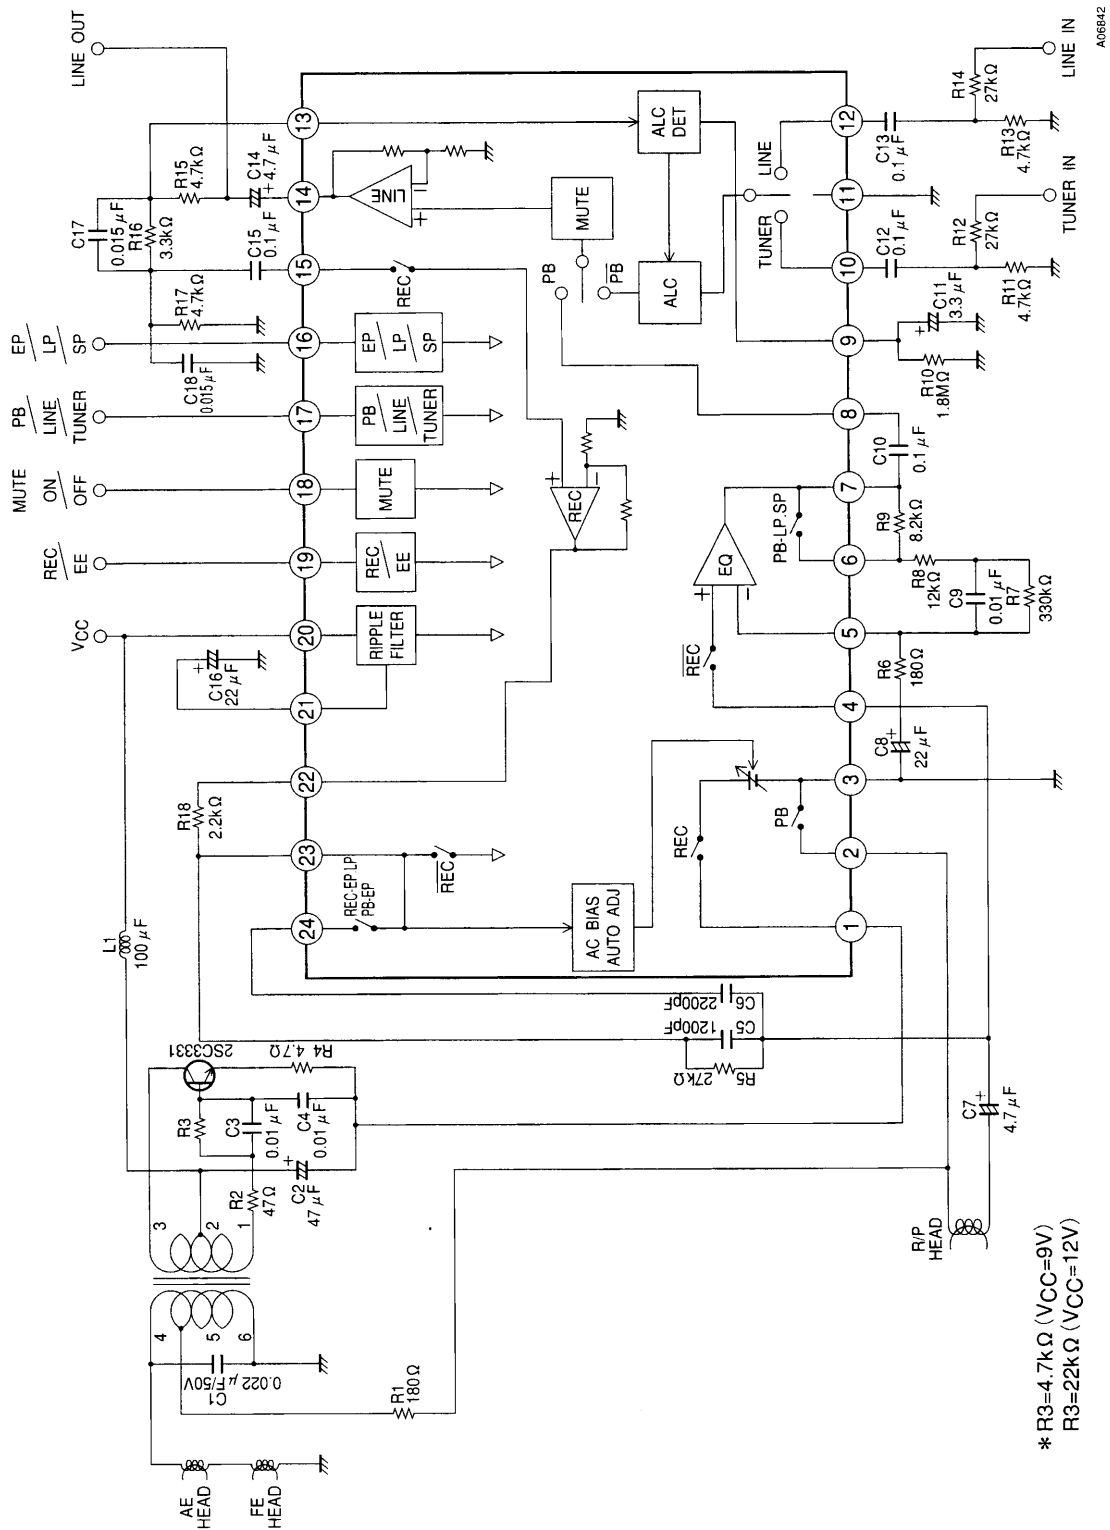 A06842
LINE OUT
EP
LP
SP
PB
LINE
TUNER
MUTE
ON
OFF
REC
EE
VCC
C17
0.015 μF
R16
3.3kΩ
R15
4.7kΩ
C14
4.7 μF
+
C15
0.1 μF
R17
4.7kΩ
C18
0.015μF
C16
22 μF
+
R18
2.2kΩ
L1
100 μF
13
14
15
16
17
18
19
20
21
22
23
24
LINE
+
−
REC
EP
LP
SP
PB
LINE
TUNER
MUTE
REC
EE
RIPPLE
FILTER
ALC
DET
MUTE
ALC
PB
PB
TUNER
LINE
REC
+
−
EQ
+
−
PB-LP.SP
REC
REC
PB
REC-EP.LP
PB-EP
REC
AC BIAS
AUTO ADJ
12
11
10
9
8
7
6
5
4
3
2
1
C13
0.1 μF
R14
27kΩ
R13
4.7kΩ
LINE IN
C12
0.1 μF
R12
27kΩ
R11
4.7kΩ
TUNER IN
C11
3.3 μF
+
R10
1.8MΩ
C10
0.1 μF
R9
8.2kΩ
R8
12kΩ
C9
0.01 μF
R7
330kΩ
R6
180Ω
C8
22 μF
+
C6
2200pF
C5
1200pF
R5
27kΩ
C7
4.7 μF
+
R/P
HEAD
2SC3331
R4 4.7Ω
R3
C3
0.01 μF
C4
0.01 μF
R2
47Ω
C2
47 μF
+
3
2
1
4
5
6
C1
0.022 μF/50V
R1
180Ω
AE
HEAD
FE
HEAD
* R3=4.7kΩ (VCC=9V)
R3=22kΩ (VCC=12V)